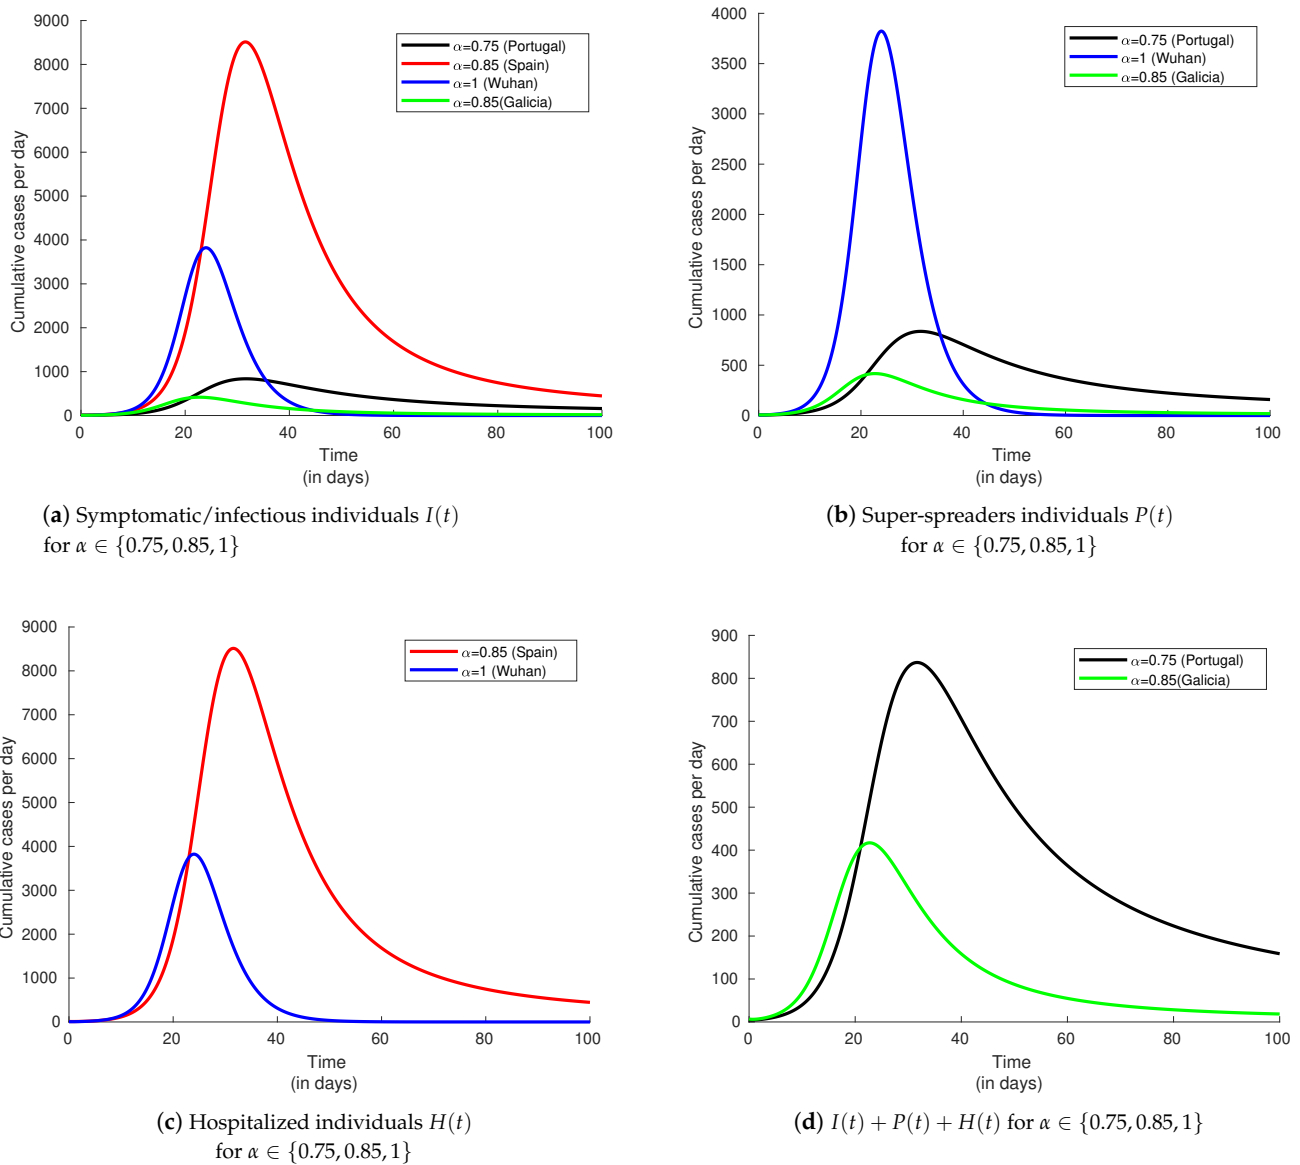 9000
8000
7000
6000
5000
4000
3000
2000
1000
0
Cumulative cases per day
α=0.75 (Portugal)
α=0.85 (Spain)
α=1 (Wuhan)
α=0.85(Galicia)
0 20 40 60 80 100
Time
(in days)
(a) Symptomatic/infectious individuals I(t)
for α ∈ {0.75, 0.85, 1}
4000
3500
3000
2500
2000
1500
1000
500
0
Cumulative cases per day
α=0.75 (Portugal)
α=1 (Wuhan)
α=0.85 (Galicia)
0 20 40 60 80 100
Time
(in days)
(b) Super-spreaders individuals P(t)
for α ∈ {0.75, 0.85, 1}
9000
8000
7000
6000
5000
4000
3000
2000
1000
0
Cumulative cases per day
α=0.85 (Spain)
α=1 (Wuhan)
0 20 40 60 80 100
Time
(in days)
(c) Hospitalized individuals H(t)
for α ∈ {0.75, 0.85, 1}
900
800
700
600
500
400
300
200
100
0
Cumulative cases per day
α=0.75 (Portugal)
α=0.85(Galicia)
0 20 40 60 80 100
Time
(in days)
(d) I(t) + P(t) + H(t) for α ∈ {0.75, 0.85, 1}